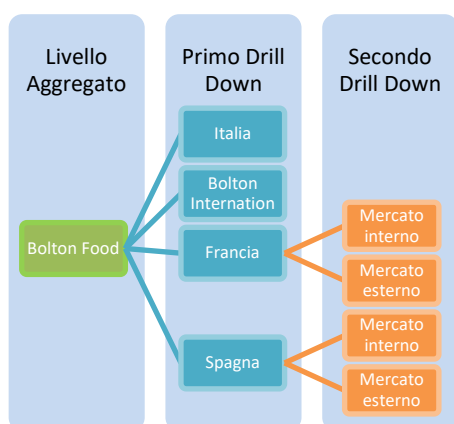 Livello
Aggregato
Primo Drill
Down
Secondo
Drill Down
Bolton Food
Italia
Bolton
Internation
Francia
Spagna
Mercato
interno
Mercato
esterno
Mercato
interno
Mercato
esterno